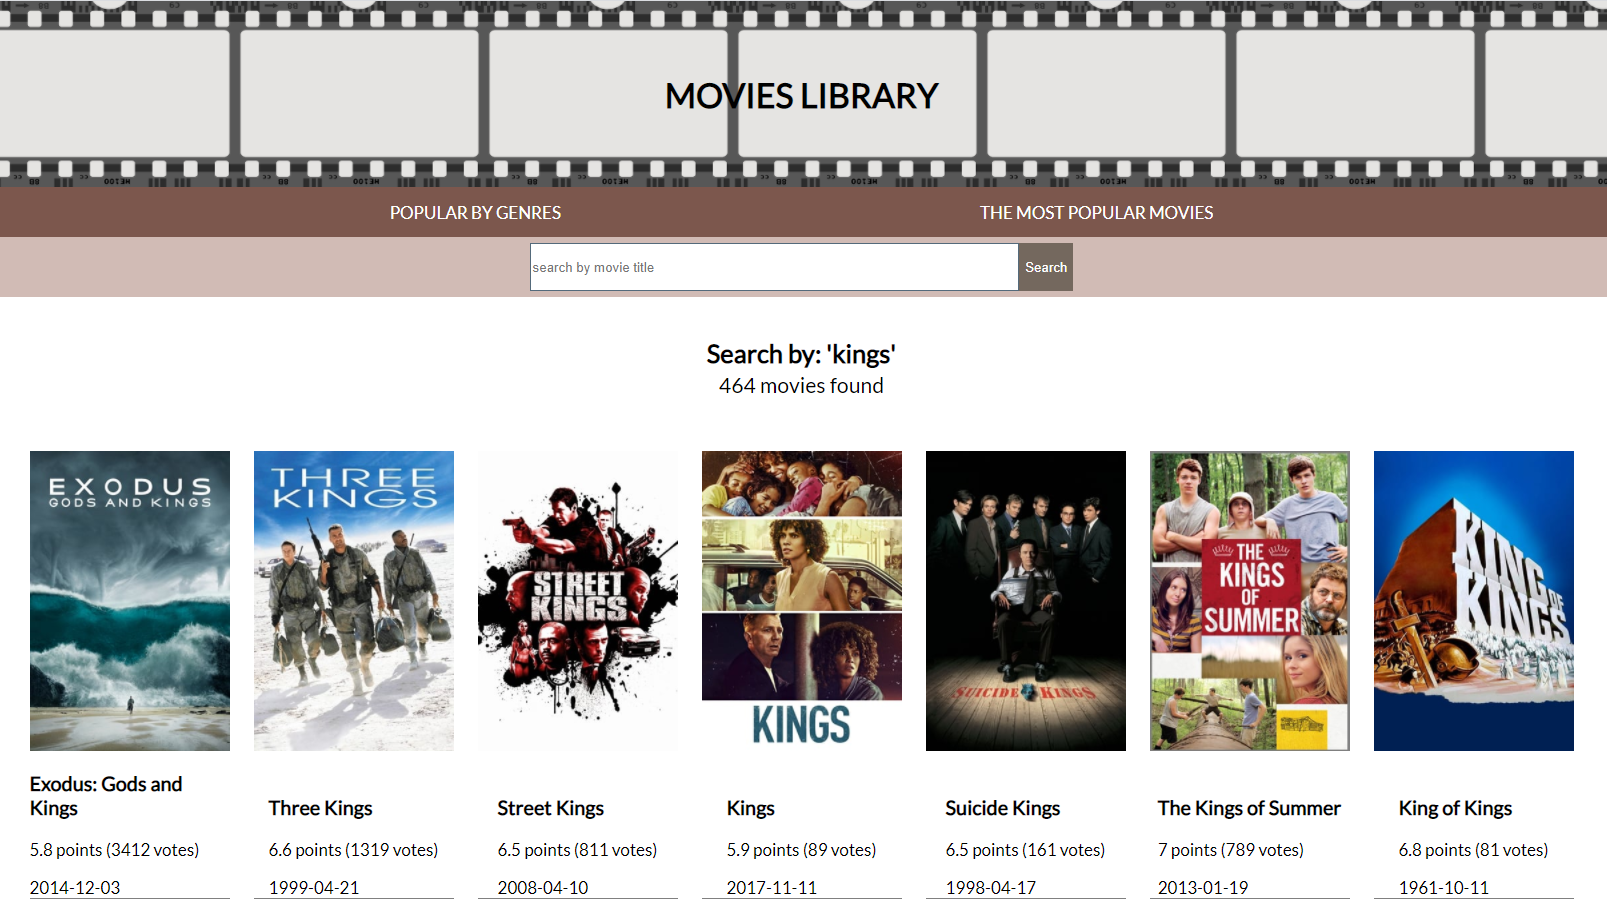 MOVIES LIBRARY
POPULAR BY GENRES
THE MOST POPULAR MOVIES
search by movie title
Search
Search by: 'kings'
464 movies found
EXODUS
GODS AND KINGS
THREE
KINGS
STREET
KINGS
KINGS
SUICIDE KINGS
THE
KINGS
OF
SUMMER
KING OF
KINGS
Exodus: Gods and
Kings
5.8 points (3412 votes)
2014-12-03
Three Kings
6.6 points (1319 votes)
1999-04-21
Street Kings
6.5 points (811 votes)
2008-04-10
Kings
5.9 points (89 votes)
2017-11-11
Suicide Kings
6.5 points (161 votes)
1998-04-17
The Kings of Summer
7 points (789 votes)
2013-01-19
King of Kings
6.8 points (81 votes)
1961-10-11